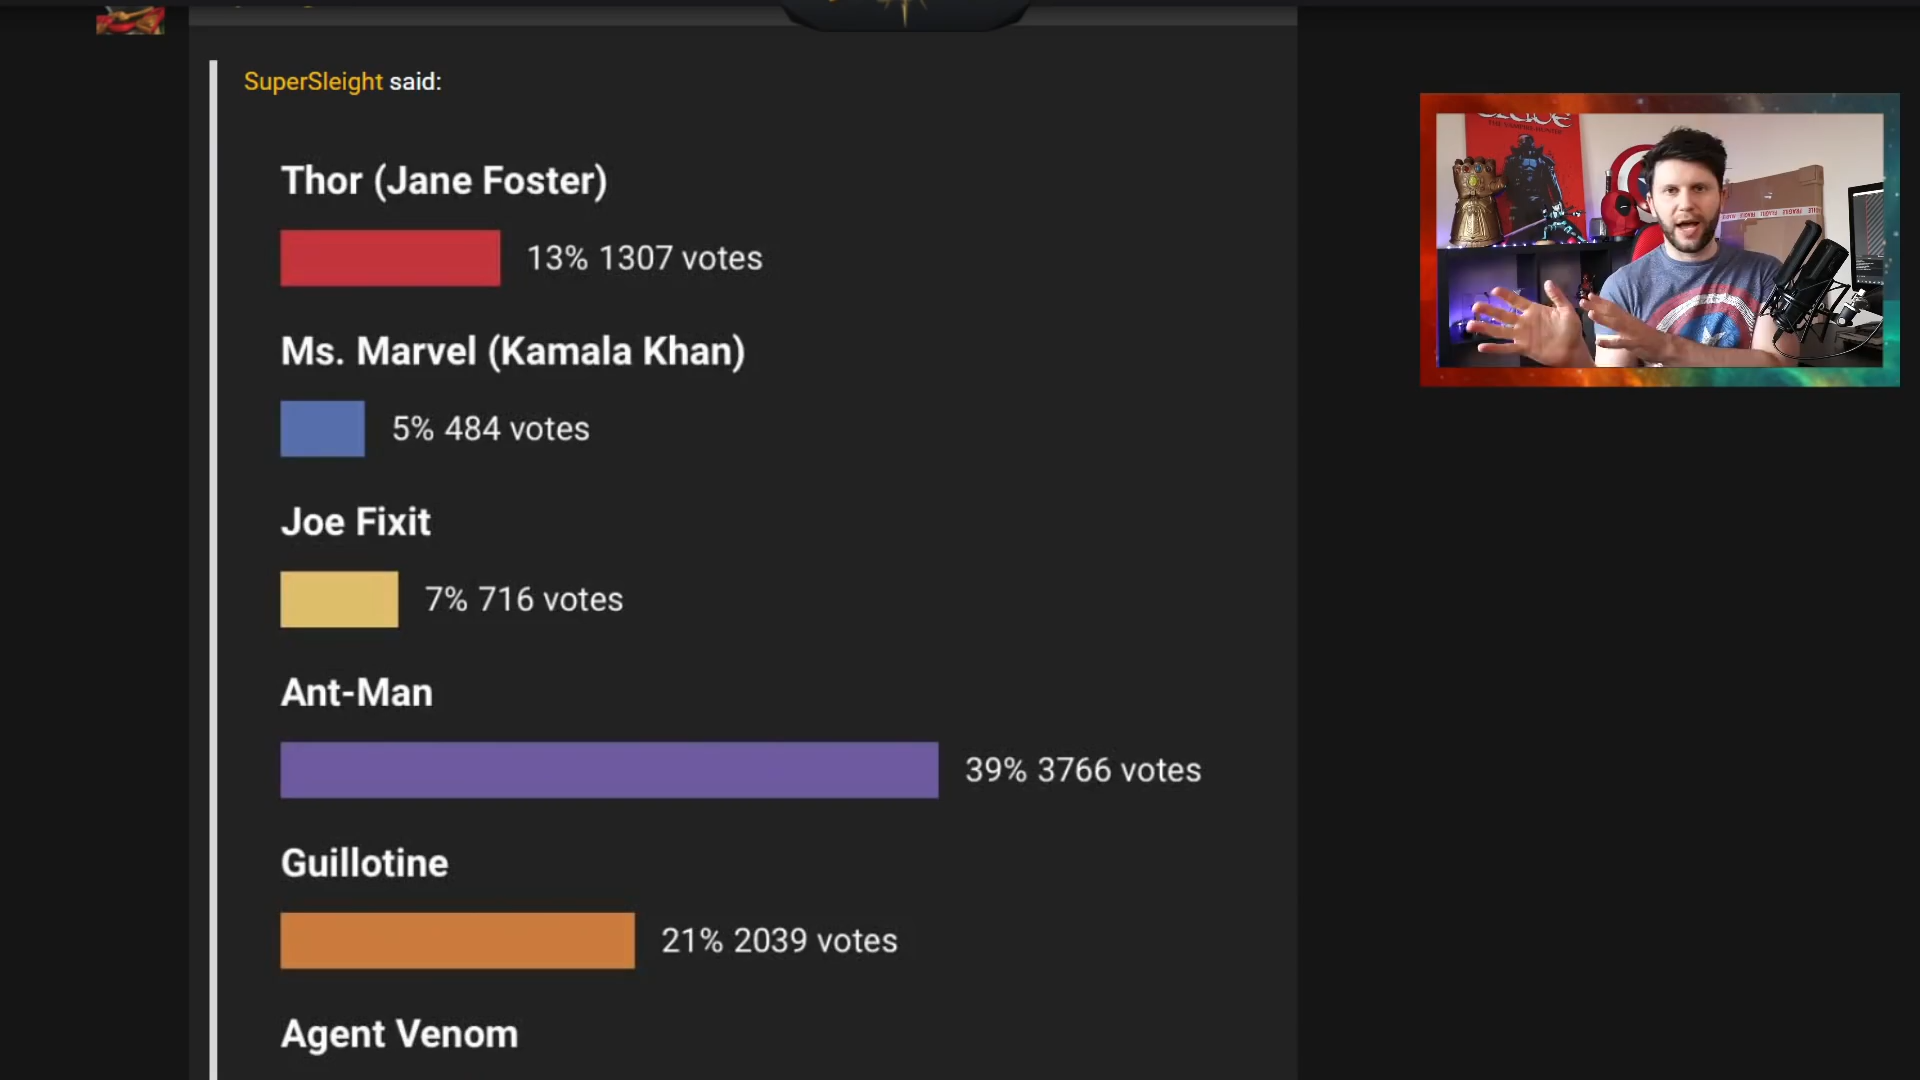 SuperSleight said:
Thor (Jane Foster)
13% 1307 votes
Ms. Marvel (Kamala Khan)
5% 484 votes
Joe Fixit
7% 716 votes
Ant-Man
39% 3766 votes
Guillotine
21% 2039 votes
Agent Venom